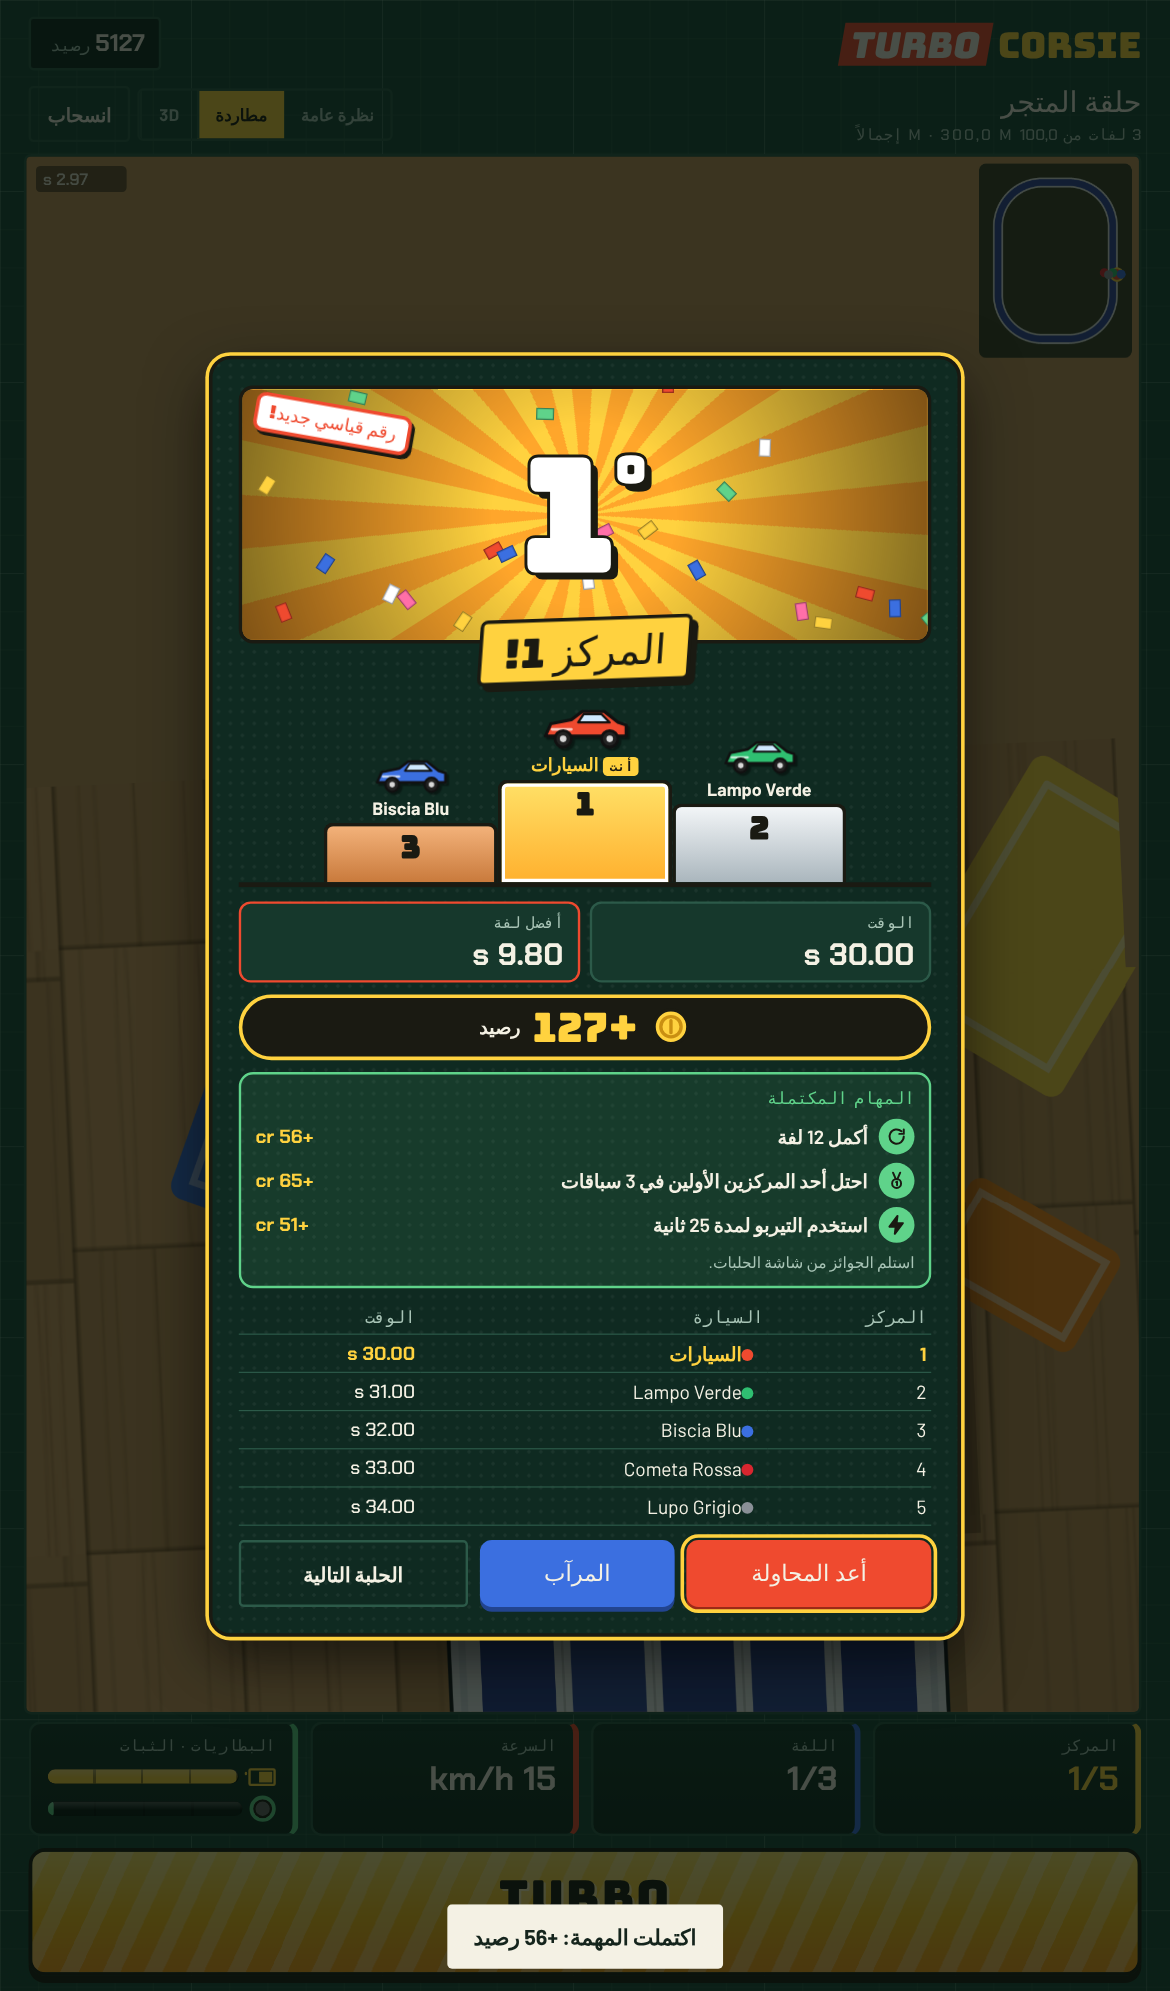 TURBO CORSIE
5127 رصيد
حلقة المتجر
3 لفات من 100,0 M · 300,0 M إجمالاً
نظرة عامة
مطاردة
3D
انسحاب
2.97 s
رقم قياسي جديد!
1°
المركز 1!
السيارات أنت
Lampo Verde
Biscia Blu
1
2
3
الوقت
30.00 s
أفضل لفة
9.80 s
+127 رصيد
المهام المكتملة
أكمل 12 لفة +56 cr
احتل أحد المركزين الأولين في 3 سباقات +65 cr
استخدم التيربو لمدة 25 ثانية +51 cr
استلم الجوائز من شاشة الحلبات.
المركز السيارة الوقت
1 السيارات 30.00 s
2 Lampo Verde 31.00 s
3 Biscia Blu 32.00 s
4 Cometa Rossa 33.00 s
5 Lupo Grigio 34.00 s
أعد المحاولة
المرآب
الحلبة التالية
المركز
1/5
اللفة
1/3
السرعة
15 km/h
البطاريات · الثبات
TURBO
اكتملت المهمة: +56 رصيد